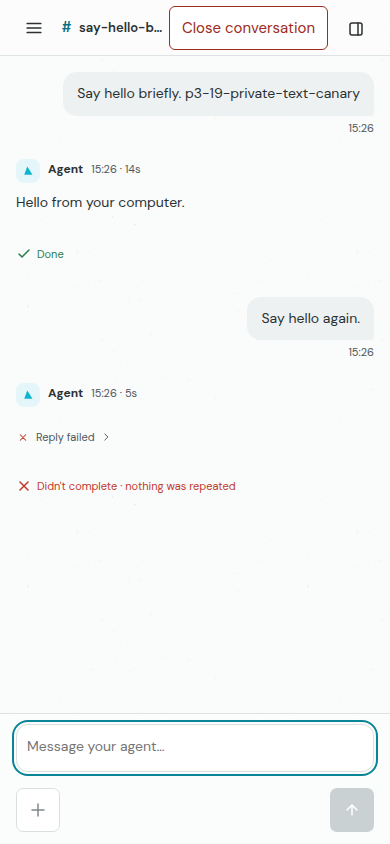 # say-hello-b...
Close conversation
Say hello briefly. p3-19-private-text-canary
15:26
Agent 15:26 · 14s
Hello from your computer.
Done
Say hello again.
15:26
Agent 15:26 · 5s
Reply failed
Didn't complete · nothing was repeated
Message your agent...